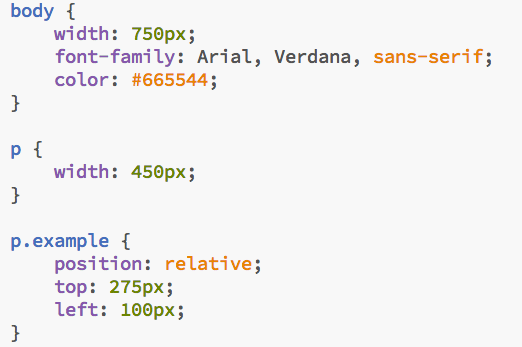 body {
    width: 750px;
    font-family: Arial, Verdana, sans-serif;
    color: #665544;
}

p {
    width: 450px;
}

p.example {
    position: relative;
    top: 275px;
    left: 100px;
}